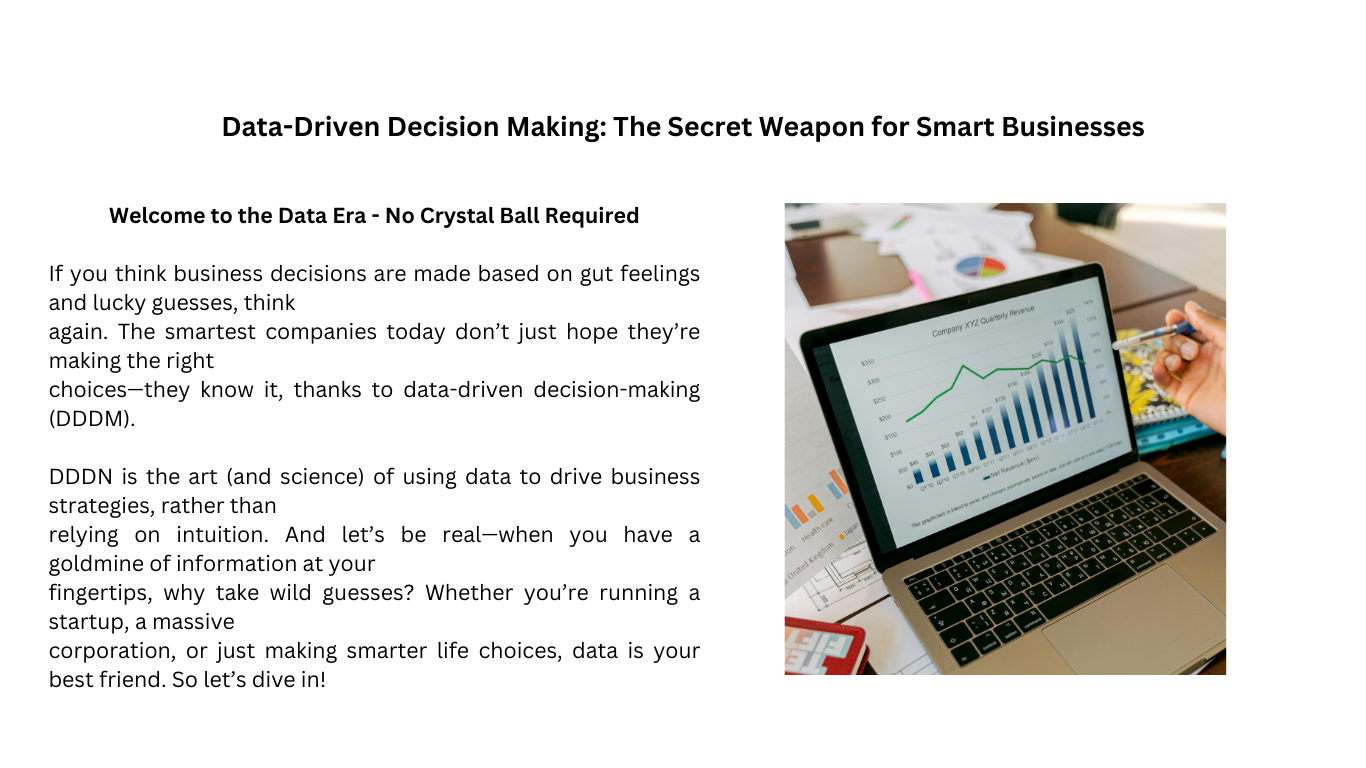 Data-Driven Decision Making: The Secret Weapon for Smart Businesses
Welcome to the Data Era - No Crystal Ball Required
If you think business decisions are made based on gut feelings
and lucky guesses, think
again. The smartest companies today don’t just hope they’re
making the right
choices—they know it, thanks to data-driven decision-making
(DDDM).
DDDN is the art (and science) of using data to drive business
strategies, rather than
relying on intuition. And let’s be real—when you have a
goldmine of information at your
fingertips, why take wild guesses? Whether you’re running a
startup, a massive
corporation, or just making smarter life choices, data is your
best friend. So let’s dive in!
Company XYZ Quarterly Revenue
$350
$300
$250
$200
$150
$100
$50
$0
Net Revenue ($mn)
Health care
United Kingdom
Japan